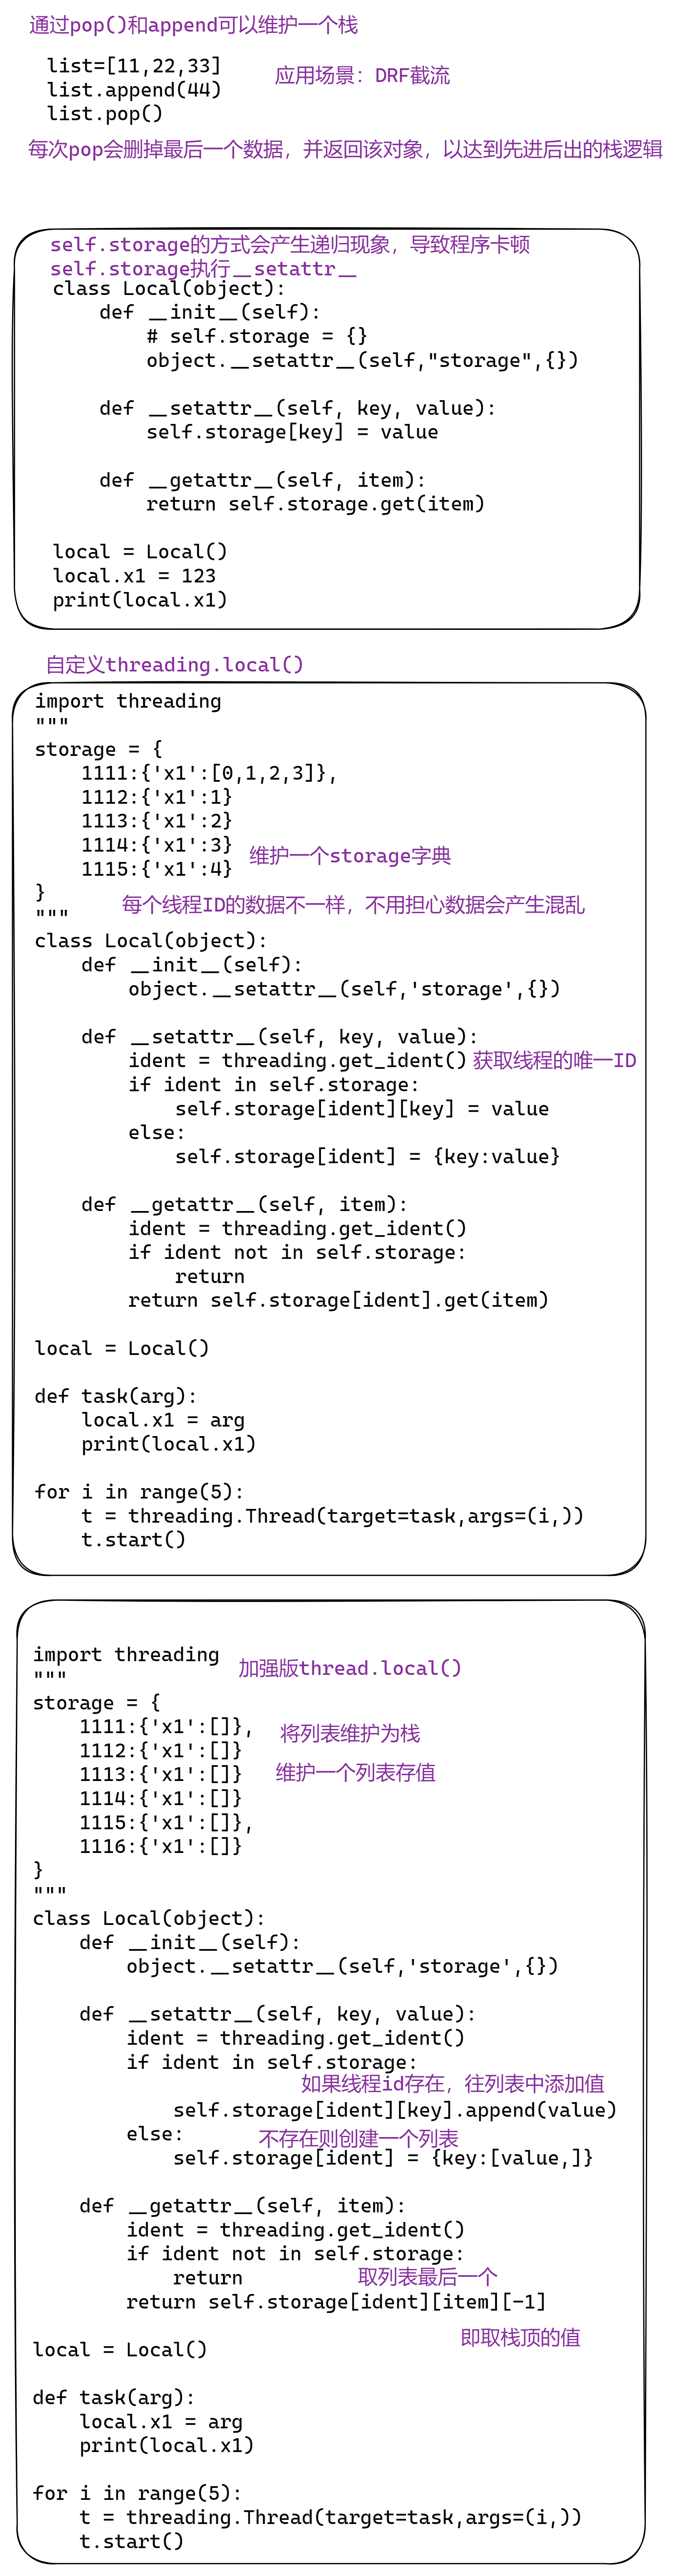 通过pop()和append可以维护一个栈
list=[11,22,33]
应用场景：DRF截流
list.append(44)
list.pop()
每次pop会删掉最后一个数据，并返回该对象，以达到先进后出的栈逻辑
self.storage的方式会产生递归现象，导致程序卡顿
self.storage执行__setattr__
class Local(object):
    def __init__(self):
        # self.storage = {}
        object.__setattr__(self,"storage",{})
    def __setattr__(self, key, value):
        self.storage[key] = value
    def __getattr__(self, item):
        return self.storage.get(item)
local = Local()
local.x1 = 123
print(local.x1)
自定义threading.local()
import threading
"""
storage = {
    1111:{'x1':[0,1,2,3]},
    1112:{'x1':1}
    1113:{'x1':2}
    1114:{'x1':3}
维护一个storage字典
    1115:{'x1':4}
}
每个线程ID的数据不一样，不用担心数据会产生混乱
"""
class Local(object):
    def __init__(self):
        object.__setattr__(self,'storage',{})
    def __setattr__(self, key, value):
        ident = threading.get_ident() 获取线程的唯一ID
        if ident in self.storage:
            self.storage[ident][key] = value
        else:
            self.storage[ident] = {key:value}
    def __getattr__(self, item):
        ident = threading.get_ident()
        if ident not in self.storage:
            return
        return self.storage[ident].get(item)
local = Local()
def task(arg):
    local.x1 = arg
    print(local.x1)
for i in range(5):
    t = threading.Thread(target=task,args=(i,))
    t.start()
import threading
加强版thread.local()
"""
storage = {
    1111:{'x1':[]},
将列表维护为栈
    1112:{'x1':[]}
    1113:{'x1':[]}
维护一个列表存值
    1114:{'x1':[]}
    1115:{'x1':[]},
    1116:{'x1':[]}
}
"""
class Local(object):
    def __init__(self):
        object.__setattr__(self,'storage',{})
    def __setattr__(self, key, value):
        ident = threading.get_ident()
        if ident in self.storage:
如果线程id存在，往列表中添加值
            self.storage[ident][key].append(value)
        else:
不存在则创建一个列表
            self.storage[ident] = {key:[value,]}
    def __getattr__(self, item):
        ident = threading.get_ident()
        if ident not in self.storage:
            return
取列表最后一个
        return self.storage[ident][item][-1]
即取栈顶的值
local = Local()
def task(arg):
    local.x1 = arg
    print(local.x1)
for i in range(5):
    t = threading.Thread(target=task,args=(i,))
    t.start()